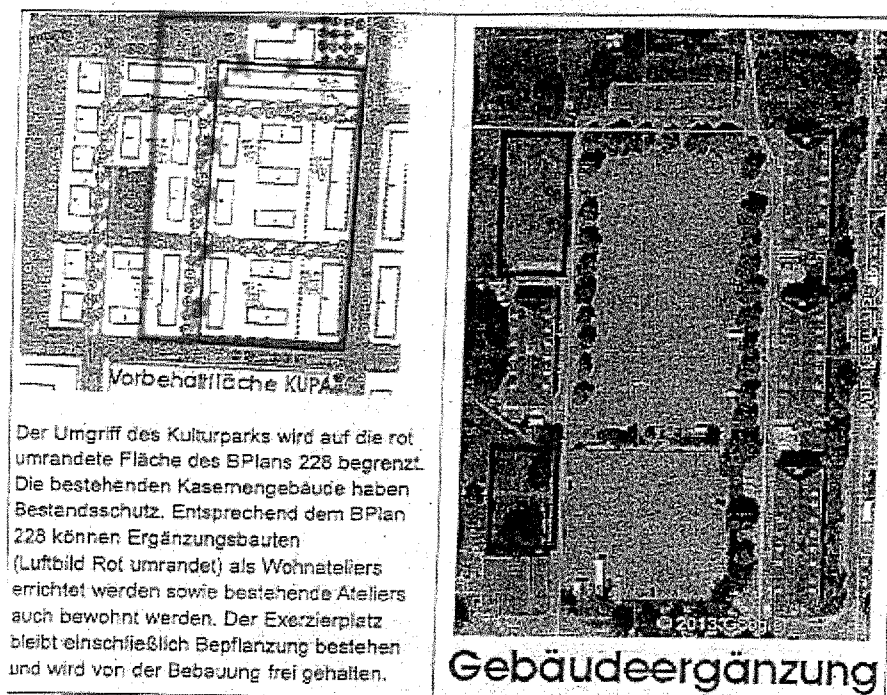 Vorbehaltfläche KUPA
Der Umgriff des Kulturparks wird auf die rot
umrandete Fläche des BPlans 228 begrenzt.
Die bestehenden Kasernengebäude haben
Bestandsschutz. Entsprechend dem BPlan
228 können Ergänzungsbauten
(Luftbild Rot umrandet) als Wohnateliers
errichtet werden sowie bestehende Ateliers
auch bewohnt werden. Der Exerzierplatz
bleibt einschließlich Bepflanzung bestehen
und wird von der Bebauung frei gehalten.
© 2013 Google
Gebäudeergänzung